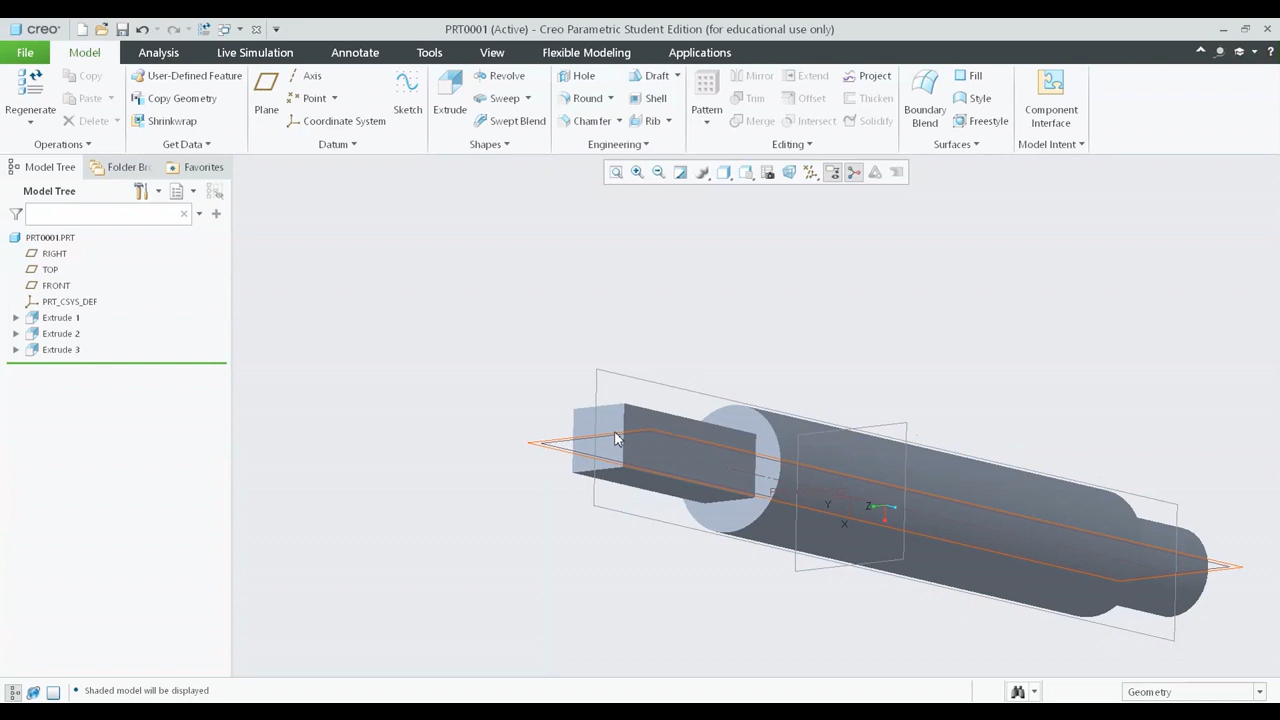 creo PRT0001 (Active) - Creo Parametric Student Edition (for educational use only)
File Model Analysis Live Simulation Annotate Tools View Flexible Modeling Applications
Regenerate
Copy
Paste
Delete
Operations
User-Defined Feature
Copy Geometry
Shrinkwrap
Get Data
Plane
Axis
Point
Coordinate System
Sketch
Datum
Extrude
Revolve
Sweep
Swept Blend
Shapes
Hole
Round
Chamfer
Draft
Shell
Rib
Engineering
Pattern
Mirror
Trim
Merge
Extend
Offset
Intersect
Project
Thicken
Solidify
Editing
Boundary
Blend
Fill
Style
Freestyle
Surfaces
Component
Interface
Model Intent
Model Tree Folder Br Favorites
Model Tree
PRT0001.PRT
RIGHT
TOP
FRONT
PRT_CSYS_DEF
Extrude 1
Extrude 2
Extrude 3
Y
Z
X
Shaded model will be displayed
Geometry